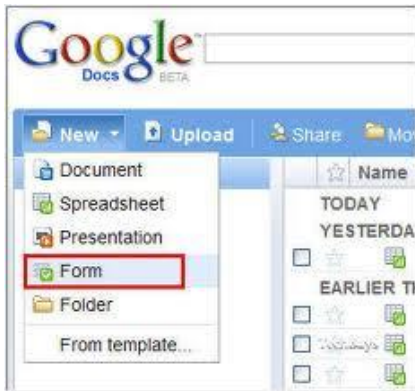 Google
Docs BETA
New Upload Share Mo
Document
Spreadsheet
Presentation
Form
Folder
From template...
Name
TODAY
YESTERDA
EARLIER T